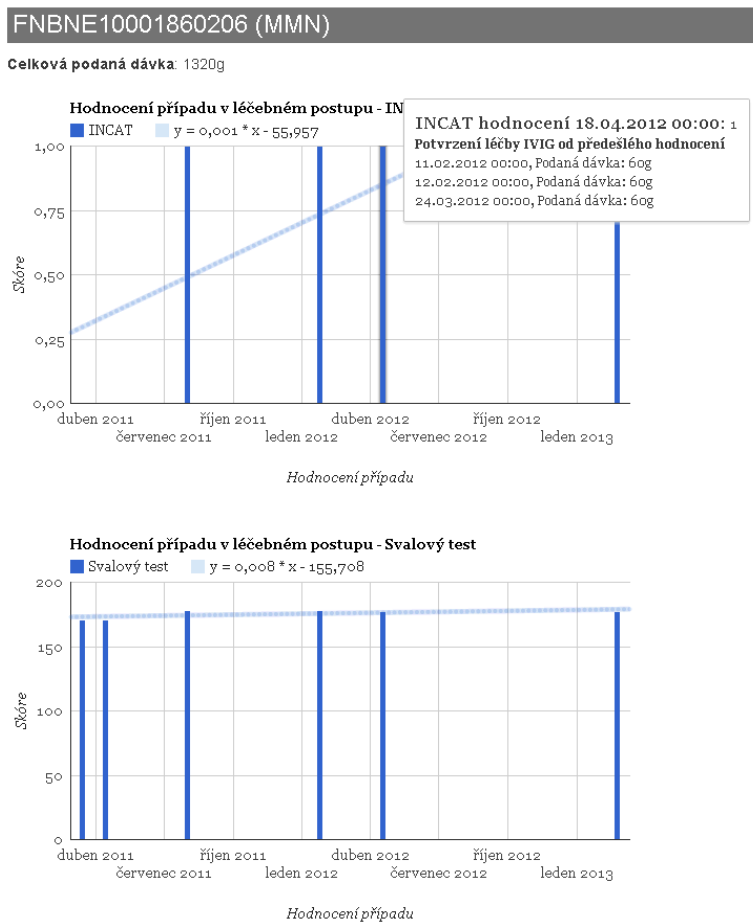 FNBNE10001860206 (MMN)
Celková podaná dávka: 1320g
Hodnocení případu v léčebném postupu - IN
INCAT y = 0,001 * x - 55,957
INCAT hodnocení 18.04.2012 00:00: 1
Potvrzení léčby IVIG od předešlého hodnocení
11.02.2012 00:00, Podaná dávka: 60g
12.02.2012 00:00, Podaná dávka: 60g
24.03.2012 00:00, Podaná dávka: 60g
1,00
0,75
0,50
0,25
0,00
Skóre
duben 2011 říjen 2011 duben 2012 říjen 2012
červenec 2011 leden 2012 červenec 2012 leden 2013
Hodnocení případu
Hodnocení případu v léčebném postupu - Svalový test
Svalový test y = 0,008 * x - 155,708
200
150
100
50
0
Skóre
duben 2011 říjen 2011 duben 2012 říjen 2012
červenec 2011 leden 2012 červenec 2012 leden 2013
Hodnocení případu